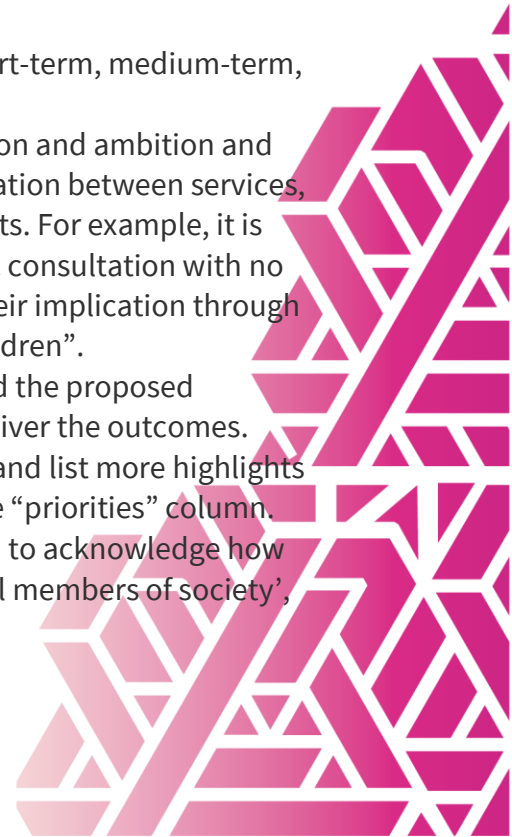 rt-term, medium-term,
on and ambition and
ation between services,
ts. For example, it is
consultation with no
eir implication through
dren”.
d the proposed
iver the outcomes.
and list more highlights
e “priorities” column.
to acknowledge how
l members of society’,